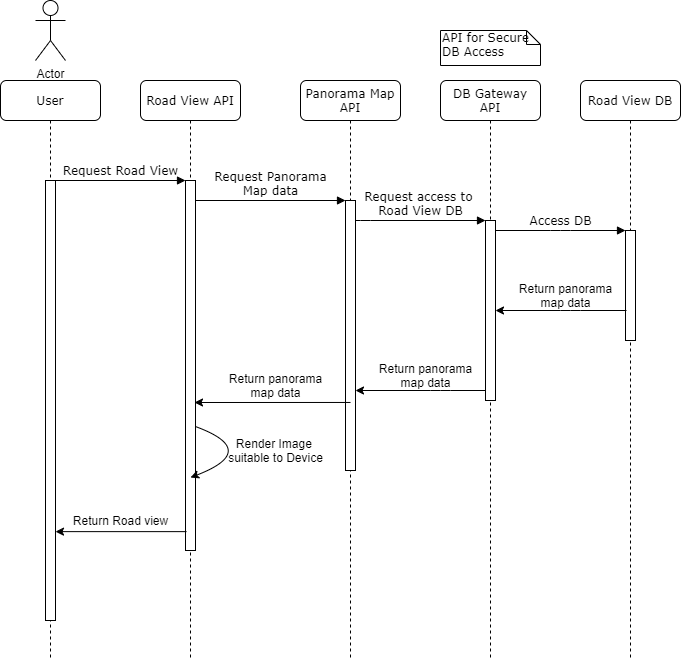 API for Secure
DB Access
Actor
User
Road View API
Panorama Map
API
DB Gateway
API
Road View DB
Request Road View
Request Panorama
Map data
Request access to
Road View DB
Access DB
Return panorama
map data
Return panorama
map data
Return panorama
map data
Render Image
suitable to Device
Return Road view